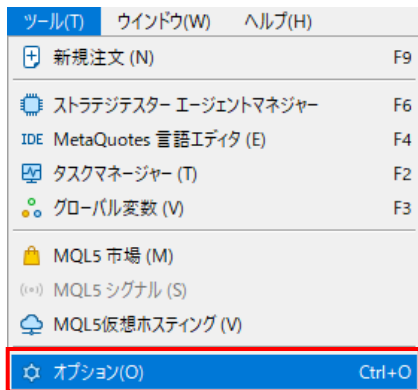 ツール(T) ウインドウ(W) ヘルプ(H)
新規注文 (N) F9
ストラテジテスター エージェントマネジャー F6
IDE MetaQuotes 言語エディタ (E) F4
タスクマネージャー (T) F2
グローバル変数 (V) F3
MQL5 市場 (M)
MQL5 シグナル (S)
MQL5仮想ホスティング (V)
オプション(O) Ctrl+O